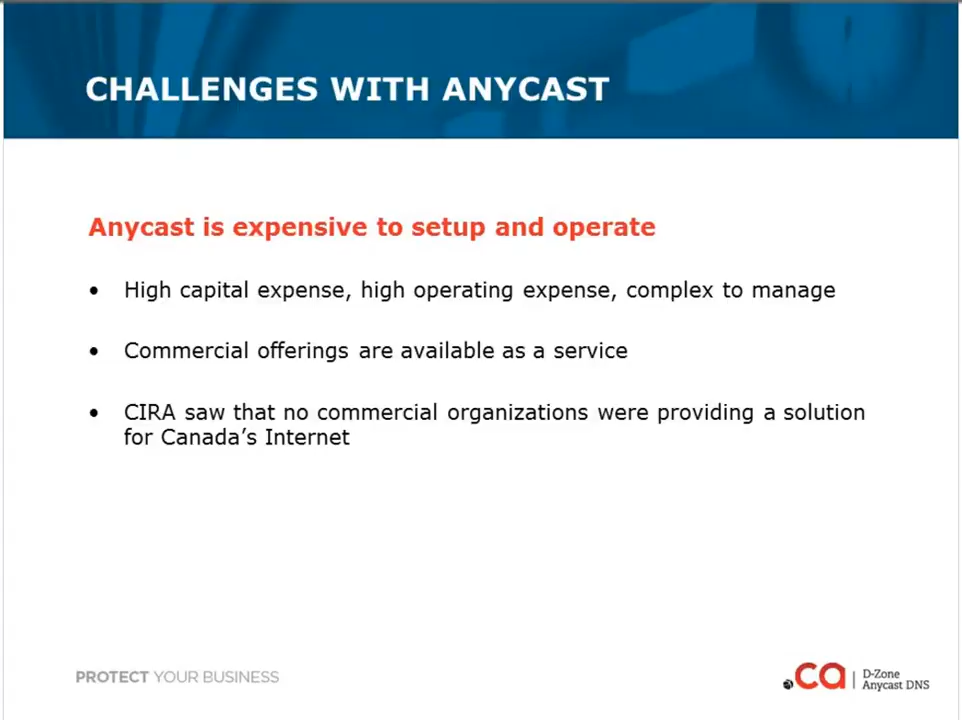 CHALLENGES WITH ANYCAST
Anycast is expensive to setup and operate
• High capital expense, high operating expense, complex to manage
• Commercial offerings are available as a service
• CIRA saw that no commercial organizations were providing a solution
for Canada’s Internet
PROTECT YOUR BUSINESS
.ca | D-Zone
Anycast DNS